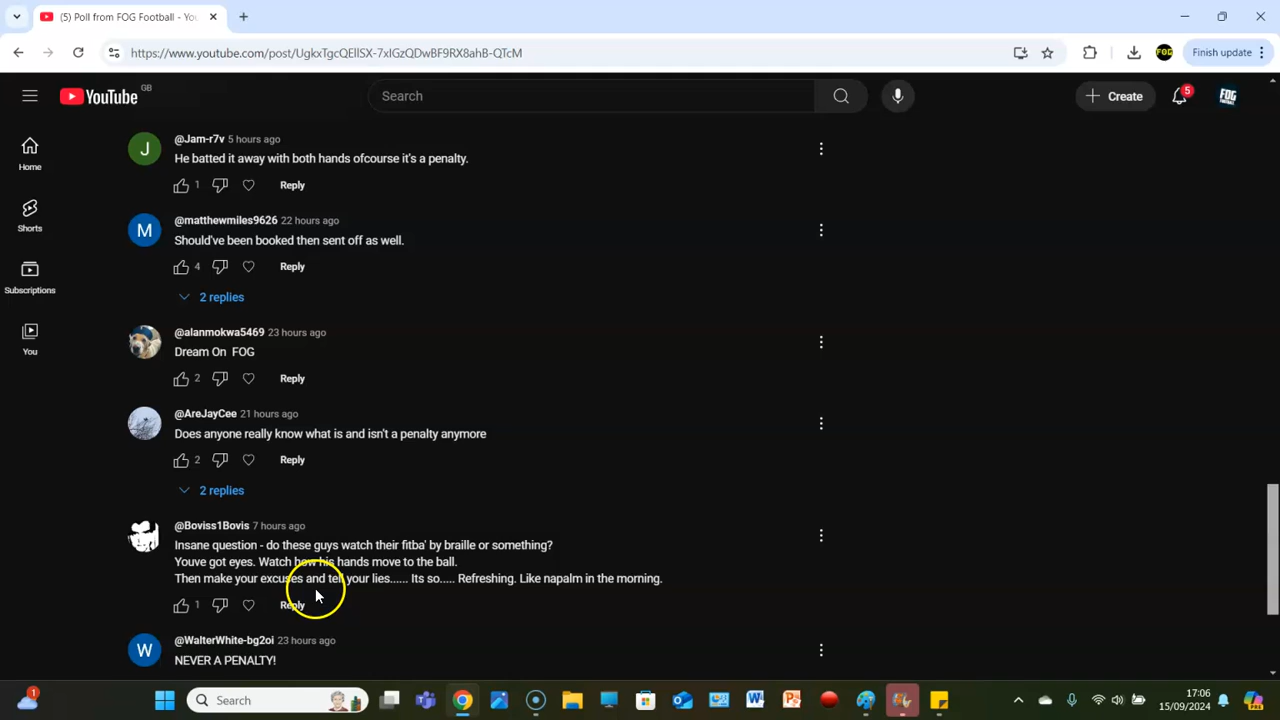 (5) Poll from FOG Football - You
https://www.youtube.com/post/UgkxTgcQEllSX-7xlGzQDwBF9RX8ahB-QTcM
FOG
Finish update
YouTube GB
Search
Create
5
FOG FOOTBALL
Home
Shorts
Subscriptions
You
J
@Jam-r7v 5 hours ago
He batted it away with both hands ofcourse it's a penalty.
1 Reply
M
@matthewmiles9626 22 hours ago
Should've been booked then sent off as well.
4 Reply
2 replies
@alanmokwa5469 23 hours ago
Dream On FOG
2 Reply
@AreJayCee 21 hours ago
Does anyone really know what is and isn't a penalty anymore
2 Reply
2 replies
@Boviss1Bovis 7 hours ago
Insane question - do these guys watch their fitba' by braille or something?
Youve got eyes. Watch how his hands move to the ball.
Then make your excuses and tell your lies...... Its so..... Refreshing. Like napalm in the morning.
1 Reply
W
@WalterWhite-bg2oi 23 hours ago
NEVER A PENALTY!
1
Search
17:06
15/09/2024